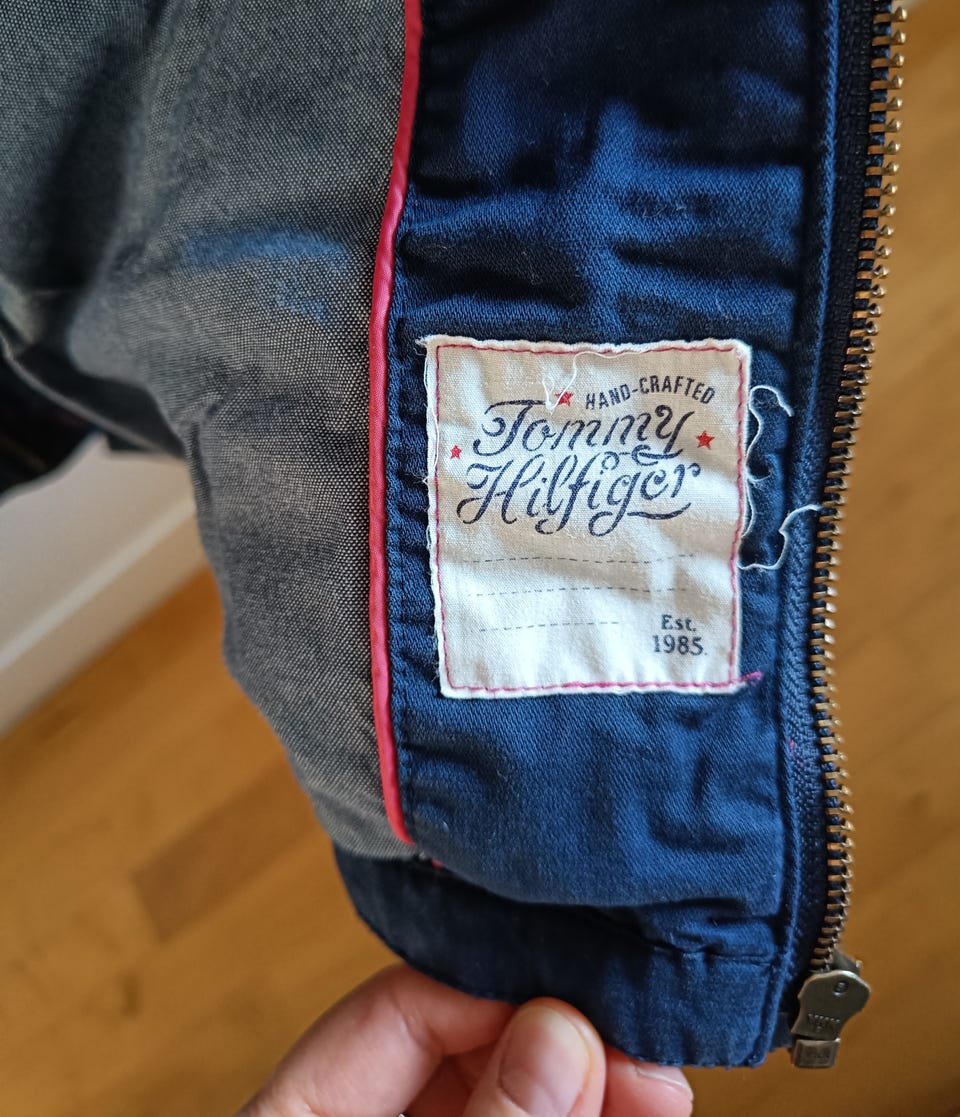 HAND-CRAFTED
Tommy
Hilfiger
Est.
1985.